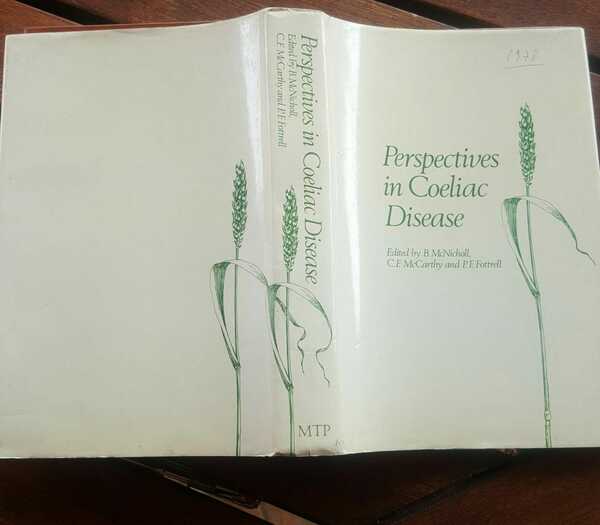 Perspectives in Coeliac Disease
Edited by B. McNicholl,
C.F. McCarthy and P.F. Fottrell
MTP
1978
Perspectives
in Coeliac
Disease
Edited by B. McNicholl,
C.F. McCarthy and P.F. Fottrell